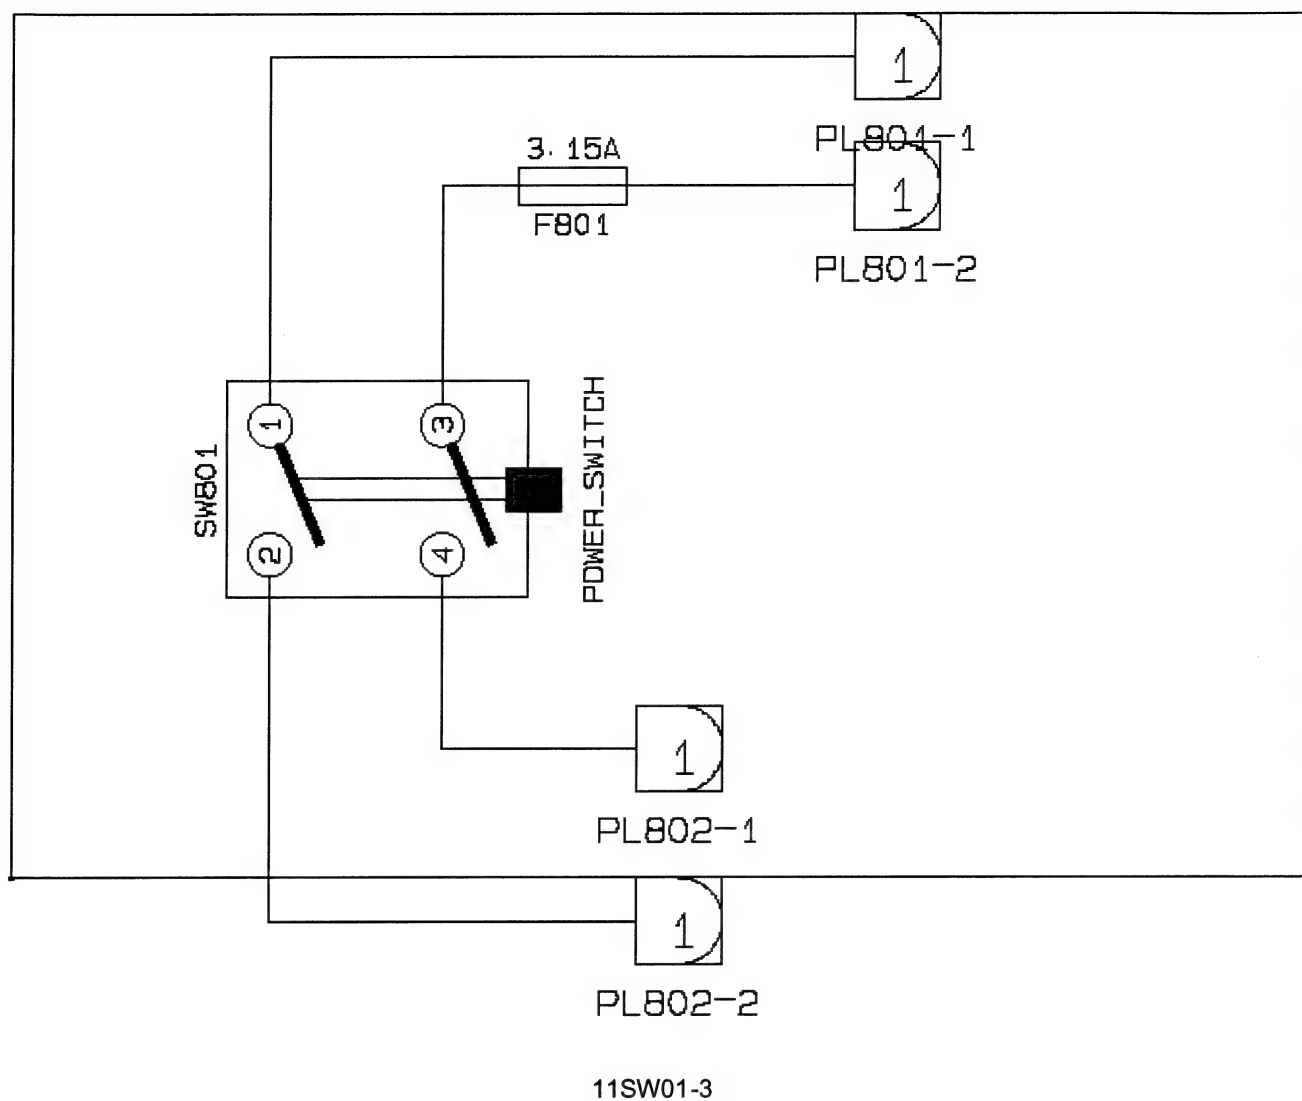 1
PL801-1
3.15A
1
F801
PL801-2
SW801
1
3
2
4
POWER_SWITCH
1
PL802-1
1
PL802-2
11SW01-3